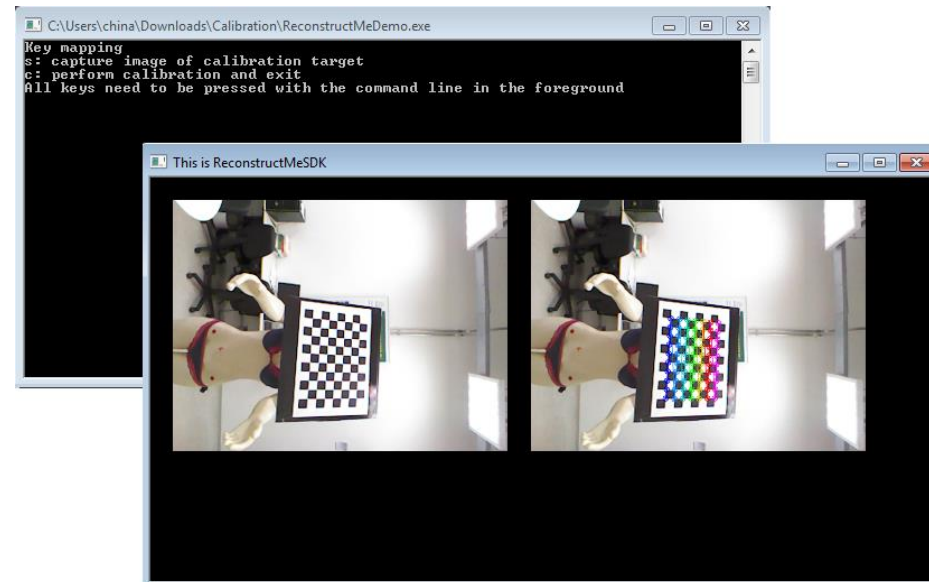 C:\Users\china\Downloads\Calibration\ReconstructMeDemo.exe
Key mapping
s: capture image of calibration target
c: perform calibration and exit
All keys need to be pressed with the command line in the foreground
This is ReconstructMeSDK